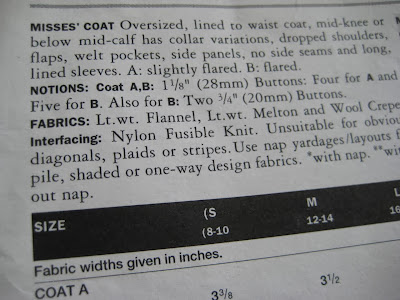 MISSES' COAT Oversized, lined to waist coat, mid-knee or
below mid-calf has collar variations, dropped shoulders,
flaps, welt pockets, side panels, no side seams and long,
lined sleeves. A: slightly flared. B: flared.
NOTIONS: Coat A,B: 1 1/8" (28mm) Buttons: Four for A and
Five for B. Also for B: Two 3/4" (20mm) Buttons.
FABRICS: Lt.wt. Flannel, Lt.wt. Melton and Wool Crepe
Interfacing: Nylon Fusible Knit. Unsuitable for obviou
diagonals, plaids or stripes. Use nap yardages/layouts f
pile, shaded or one-way design fabrics. *with nap. **wi
out nap.
SIZE (S M L
(8-10 12-14 16
Fabric widths given in inches.
COAT A 3 3/8 3 1/2